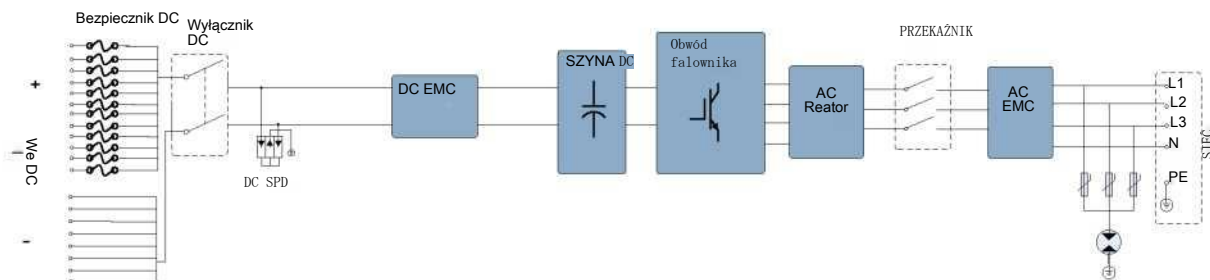 Bezpiecznik DC
Wyłącznik
DC
+
We DC
-
DC SPD
DC EMC
SZYNA DC
Obwód
falownika
AC
Reator
PRZEKAŹNIK
AC
EMC
L1
L2
L3
N
PE
SIEĆ